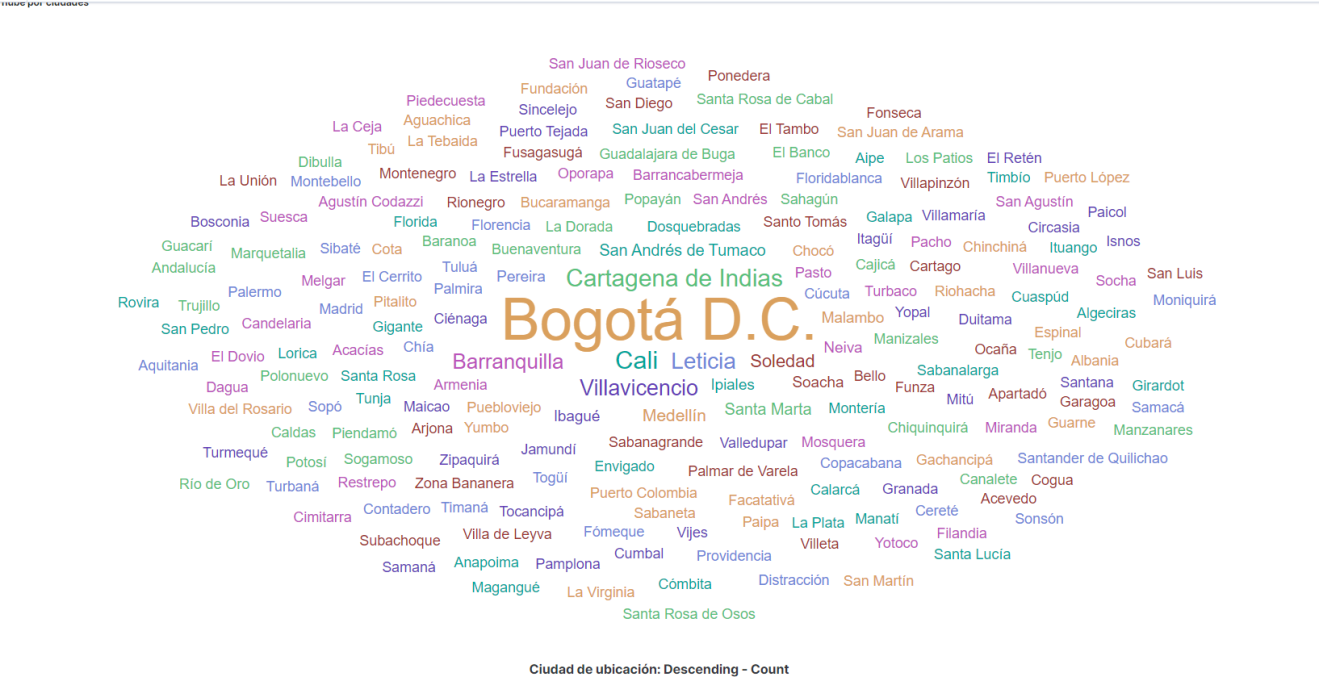 nube por ciudades
San Juan de Rioseco
Ponedera
Fundación Guatapé
Piedecuesta Sincelejo San Diego Santa Rosa de Cabal
La Ceja Aguachica Fonseca
Puerto Tejada San Juan del Cesar El Tambo San Juan de Arama
Tibú La Tebaida
Dibulla Fusagasugá Guadalajara de Buga El Banco Aipe Los Patios El Retén
La Unión Montebello Montenegro La Estrella Oporapa Barrancabermeja Floridablanca Villapinzón Timbío Puerto López
Agustín Codazzi Rionegro Bucaramanga Popayán San Andrés Sahagún San Agustín
Bosconia Suesca Florida Florencia La Dorada Dosquebradas Santo Tomás Galapa Villamaría Circasia Paicol
Guacarí Marquetalia Sibaté Cota Baranoa Buenaventura San Andrés de Tumaco Chocó Itagüí Pacho Chinchiná Ituango Isnos
Andalucía Palermo Melgar El Cerrito Tuluá Pereira Cartagena de Indias Pasto Cajicá Cartago Villanueva Socha San Luis
Rovira Trujillo Madrid Pitalito Palmira Cúcuta Turbaco Riohacha Cuaspúd Moniquirá
San Pedro Candelaria Gigante Ciénaga Bogotá D.C. Malambo Yopal Duitama Algeciras
Aquitania El Dovio Lorica Acacías Chía Barranquilla Cali Leticia Soledad Neiva Manizales Ocaña Tenjo Espinal Cubará
Dagua Polonuevo Santa Rosa Armenia Villavicencio Ipiales Soacha Bello Sabanalarga Albania
Villa del Rosario Sopó Tunja Maicao Puebloviejo Ibagué Medellín Santa Marta Montería Funza Mitú Apartadó Santana Garagoa Girardot Samacá
Caldas Piendamó Arjona Yumbo Chiquinquirá Miranda Guarne Manzanares
Turmequé Potosí Sogamoso Zipaquirá Jamundí Sabanagrande Valledupar Mosquera
Río de Oro Turbaná Restrepo Zona Bananera Togüí Envigado Palmar de Varela Copacabana Gachancipá Santander de Quilichao
Cimitarra Contadero Timaná Tocancipá Puerto Colombia Facatativá Calarcá Granada Canalete Cogua
Sabaneta Paipa La Plata Manatí Cereté Acevedo Sonsón
Subachoque Villa de Leyva Fómeque Vijes Villeta Yotoco Filandia
Samaná Anapoima Pamplona Cumbal Providencia Santa Lucía
Magangué La Virginia Cómbita Distracción San Martín
Santa Rosa de Osos
Ciudad de ubicación: Descending - Count